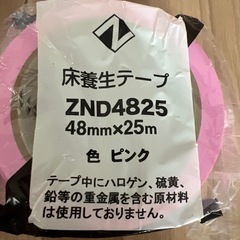 床養生テープ
ZND4825
48mm×25m
色 ピンク
テープ中にハロゲン、硫黄、
鉛等の重金属を含む原材料
は使用しておりません。